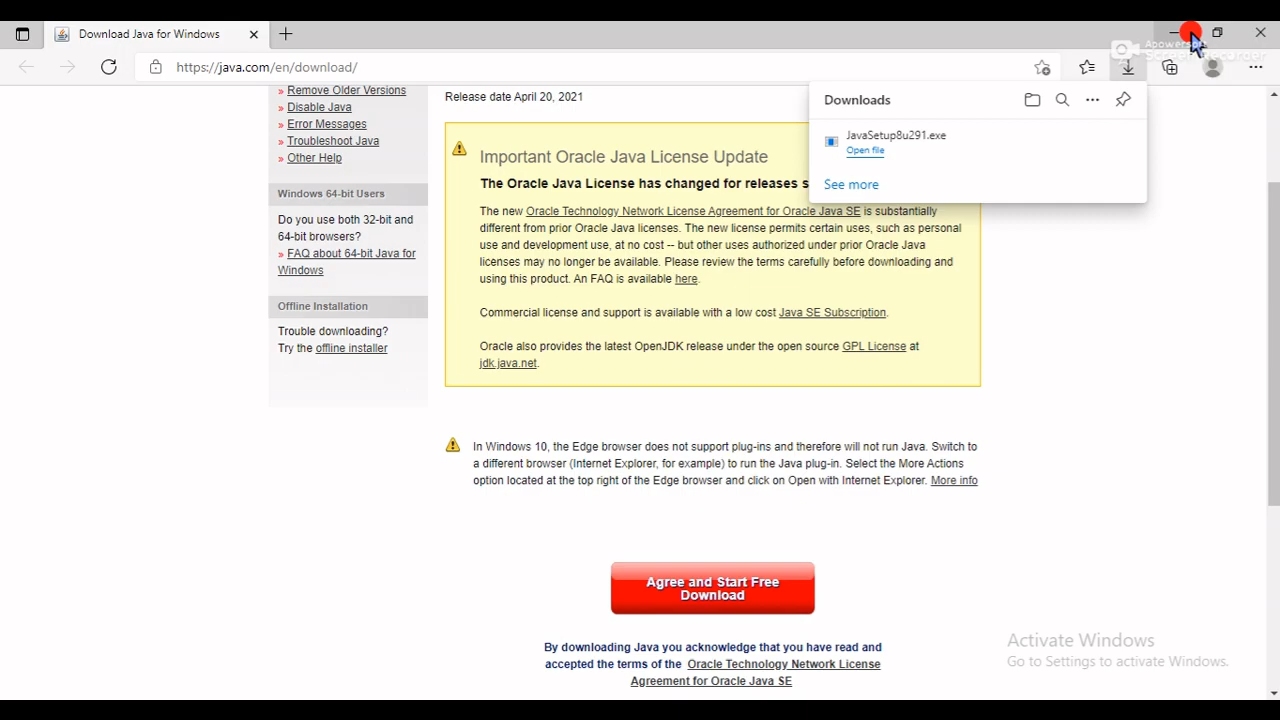 Download Java for Windows
https://java.com/en/download/
Apowersoft
Screen Recorder
Downloads
JavaSetup8u291.exe
Open file
See more
» Remove Older Versions
» Disable Java
» Error Messages
» Troubleshoot Java
» Other Help
Windows 64-bit Users
Do you use both 32-bit and
64-bit browsers?
» FAQ about 64-bit Java for
Windows
Offline Installation
Trouble downloading?
Try the offline installer
Release date April 20, 2021
Important Oracle Java License Update
The Oracle Java License has changed for releases s
The new Oracle Technology Network License Agreement for Oracle Java SE is substantially
different from prior Oracle Java licenses. The new license permits certain uses, such as personal
use and development use, at no cost -- but other uses authorized under prior Oracle Java
licenses may no longer be available. Please review the terms carefully before downloading and
using this product. An FAQ is available here.
Commercial license and support is available with a low cost Java SE Subscription.
Oracle also provides the latest OpenJDK release under the open source GPL License at
jdk.java.net.
In Windows 10, the Edge browser does not support plug-ins and therefore will not run Java. Switch to
a different browser (Internet Explorer, for example) to run the Java plug-in. Select the More Actions
option located at the top right of the Edge browser and click on Open with Internet Explorer. More info
Agree and Start Free
Download
By downloading Java you acknowledge that you have read and
accepted the terms of the Oracle Technology Network License
Agreement for Oracle Java SE
Activate Windows
Go to Settings to activate Windows.